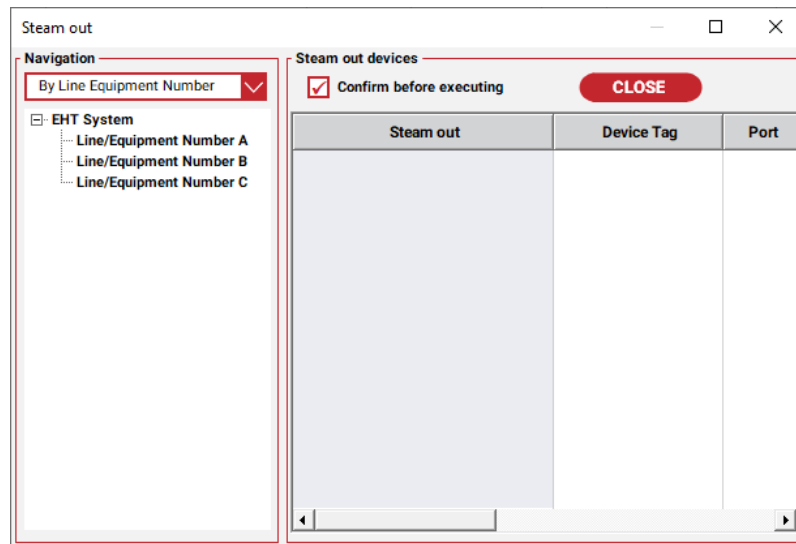 Steam out
Navigation
By Line Equipment Number
EHT System
Line/Equipment Number A
Line/Equipment Number B
Line/Equipment Number C
Steam out devices
Confirm before executing
CLOSE
Steam out Device Tag Port